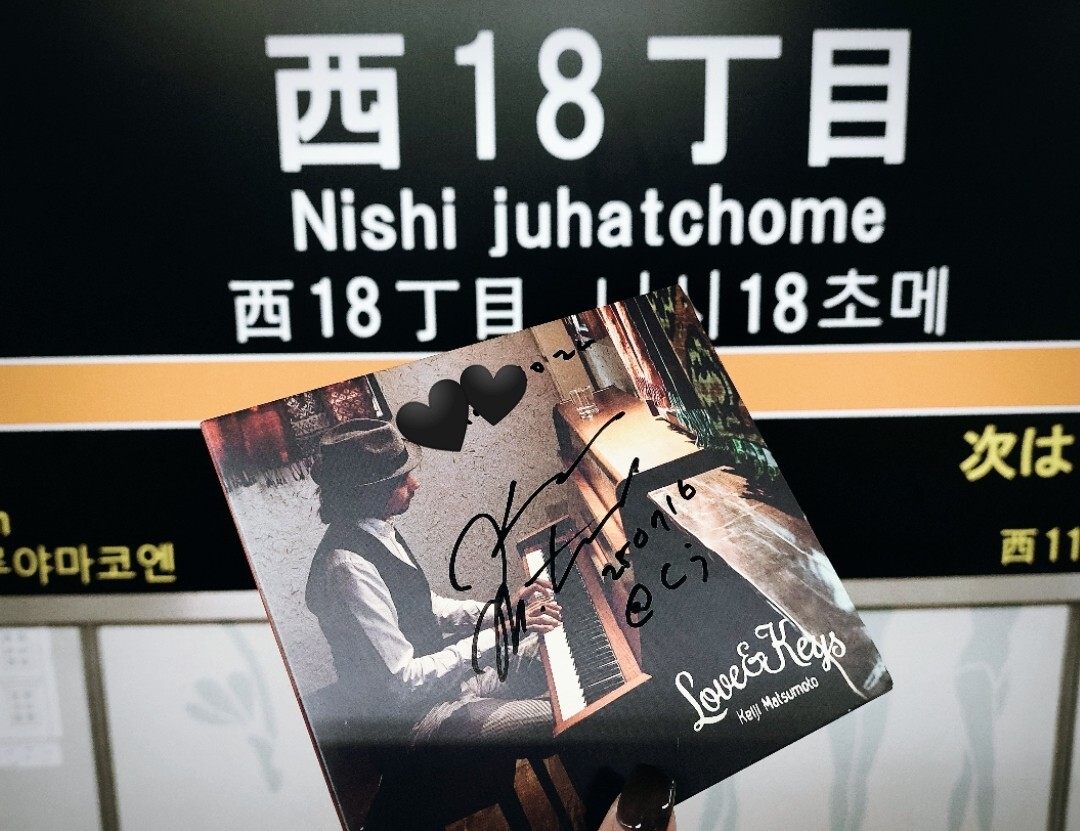 西18丁目
Nishi juhatchome
西18丁目 니시18초메
次は
야마코엔
西11
250716
Love&Keys
Keiji Matsumoto